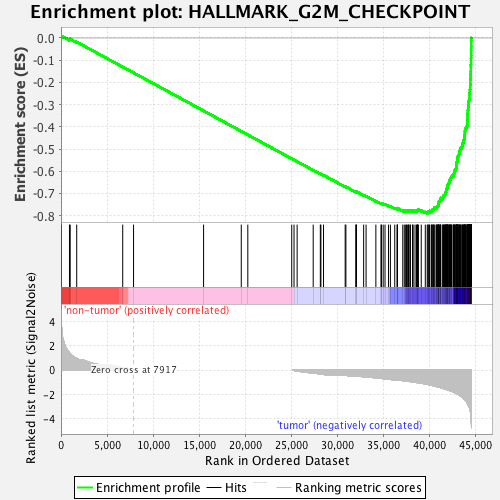 Enrichment plot: HALLMARK_G2M_CHECKPOINT
Enrichment score (ES)
0.0
-0.1
-0.2
-0.3
-0.4
-0.5
-0.6
-0.7
-0.8
'non-tumor' (positively correlated)
Ranked list metric (Signal2Noise)
4
2
0
-2
-4
Zero cross at 7917
'tumor' (negatively correlated)
0 5,000 10,000 15,000 20,000 25,000 30,000 35,000 40,000 45,000
Rank in Ordered Dataset
Enrichment profile Hits Ranking metric scores